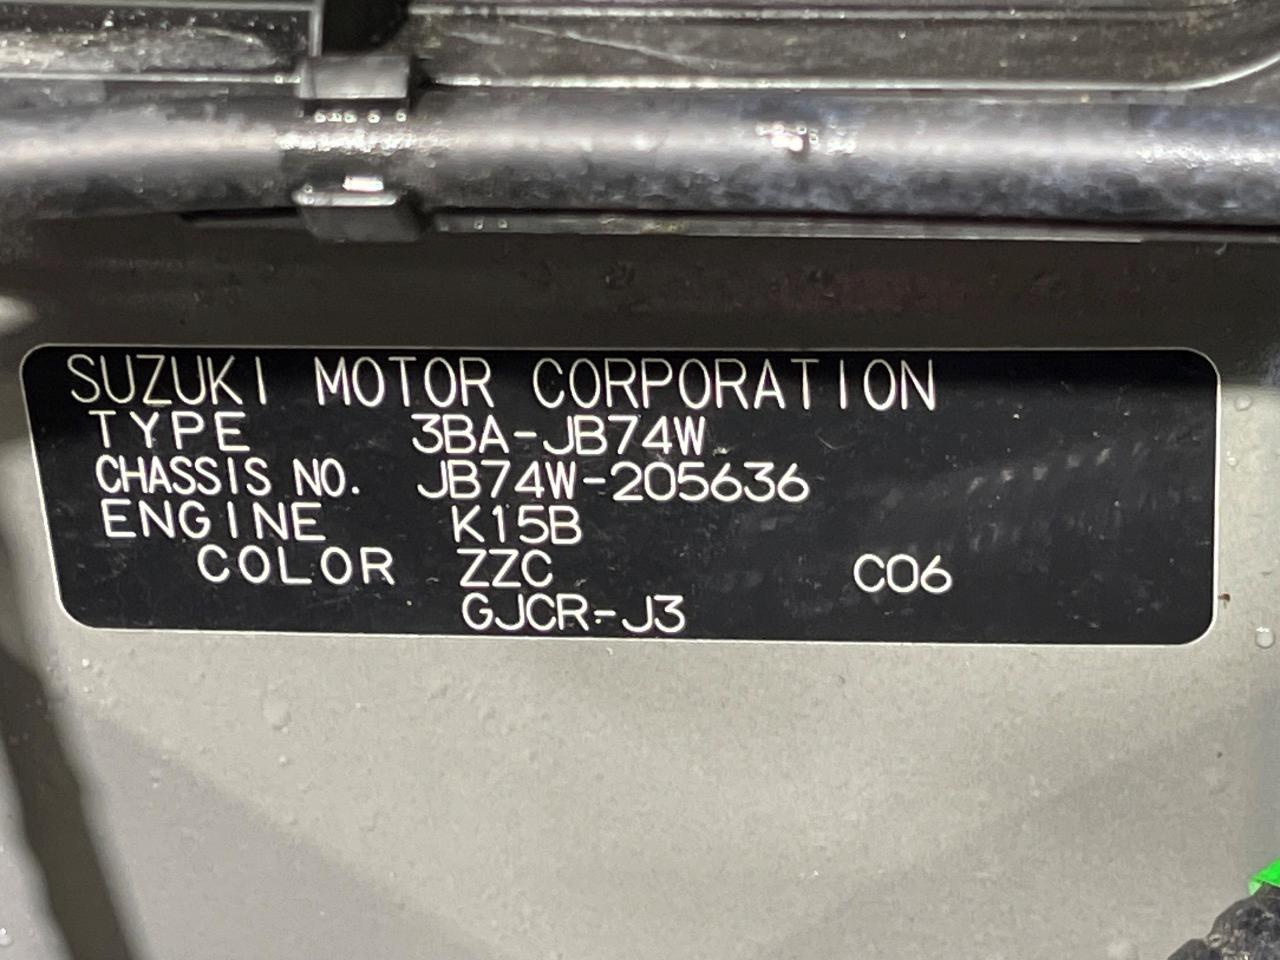 SUZUKI MOTOR CORPORATION
TYPE 3BA-JB74W
CHASSIS NO. JB74W-205636
ENGINE K15B
COLOR ZZC C06
GJCR-J3